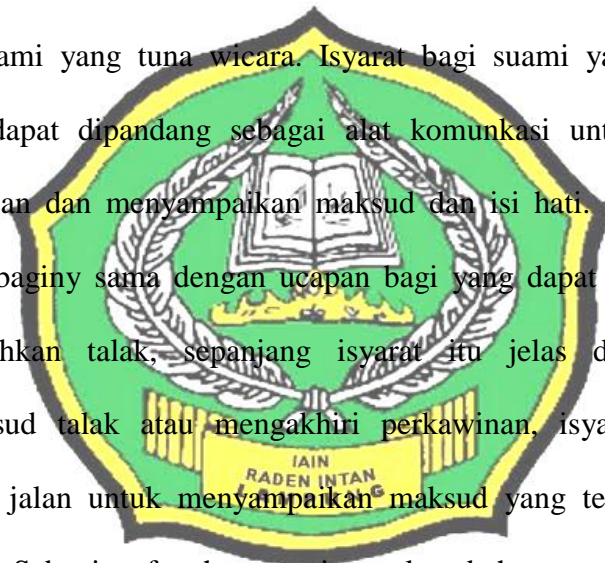 ami yang tuna wicara. Isyarat bagi suami ya
dapat dipandang sebagai alat komunkasi unt
an dan menyampaikan maksud dan isi hati.
baginy sama dengan ucapan bagi yang dapat
hkan talak, sepanjang isyarat itu jelas d
sud talak atau mengakhiri perkawinan, isya
IAIN
RADEN INTAN
LAMPUNG
jalan untuk menyampaikan maksud yang te